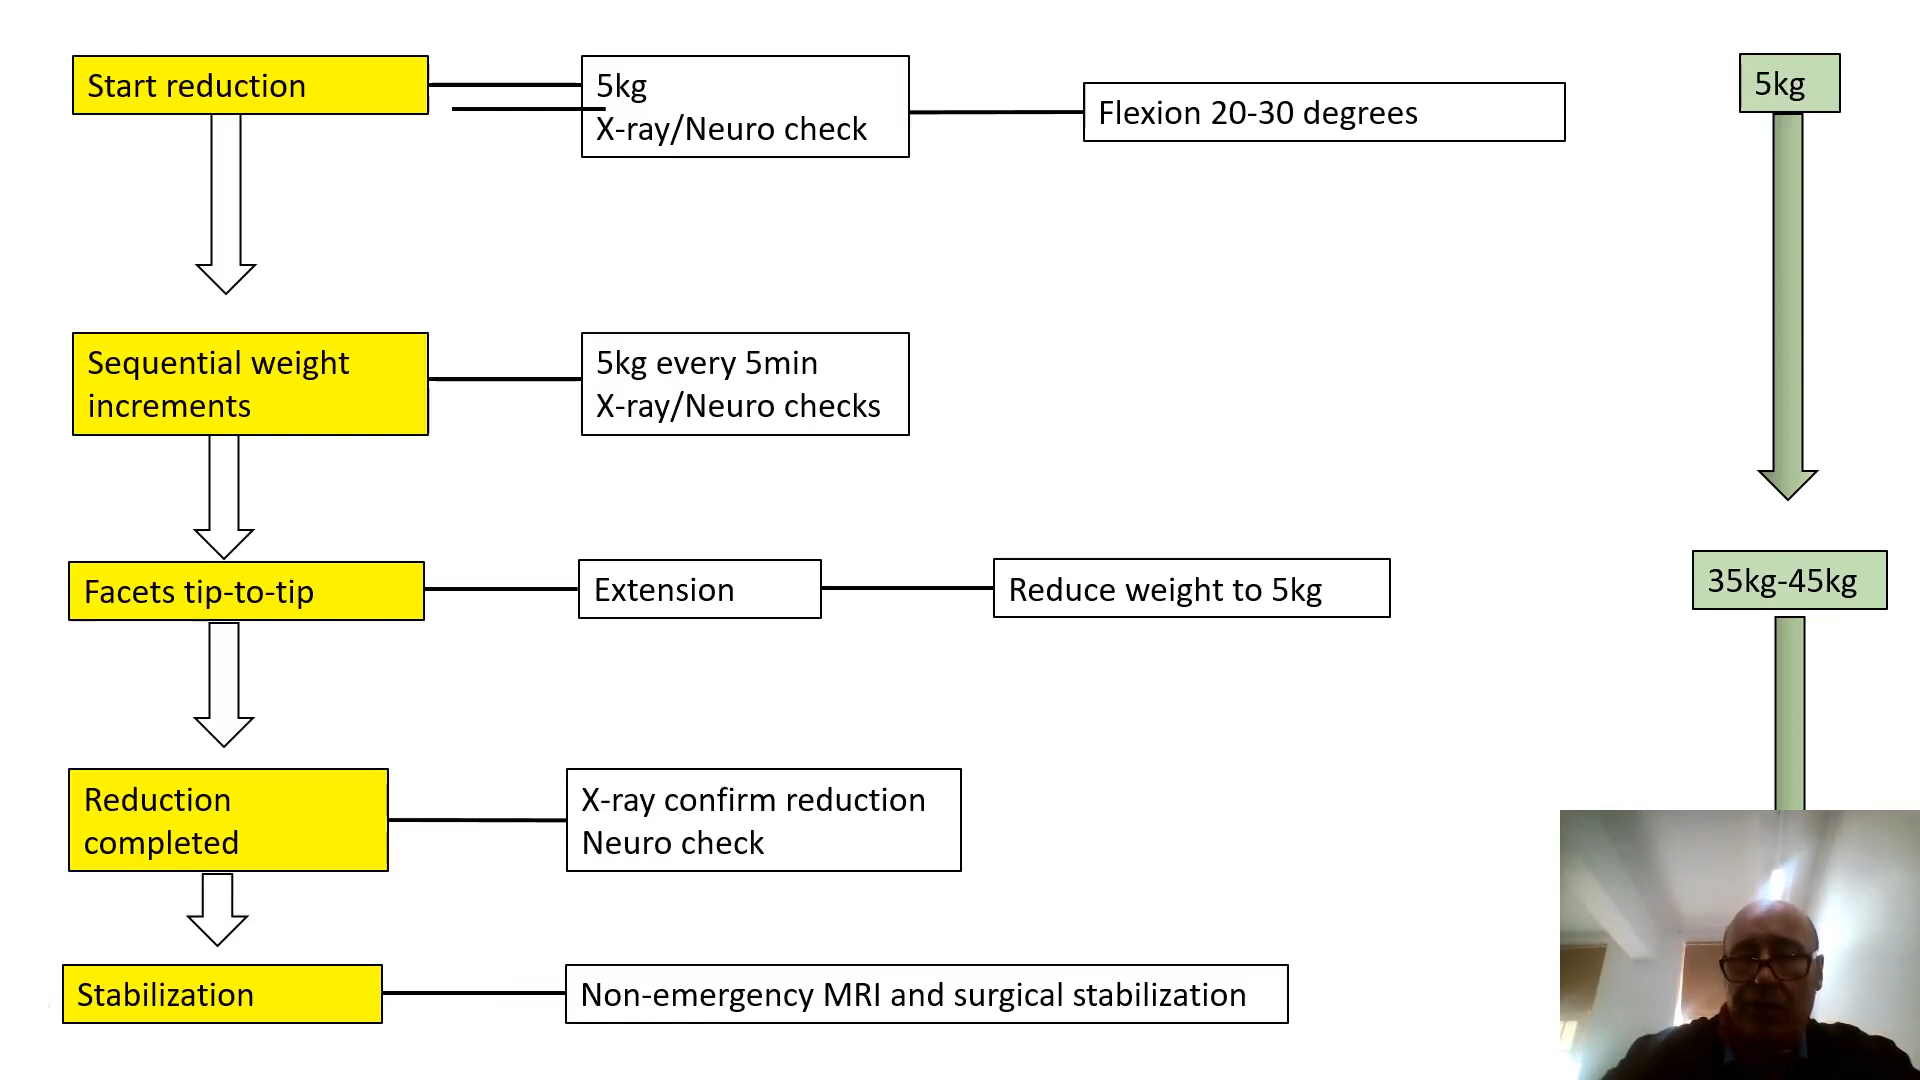 Start reduction
5kg
X-ray/Neuro check
Flexion 20-30 degrees
5kg
Sequential weight
increments
5kg every 5min
X-ray/Neuro checks
Facets tip-to-tip
Extension
Reduce weight to 5kg
35kg-45kg
Reduction
completed
X-ray confirm reduction
Neuro check
Stabilization
Non-emergency MRI and surgical stabilization